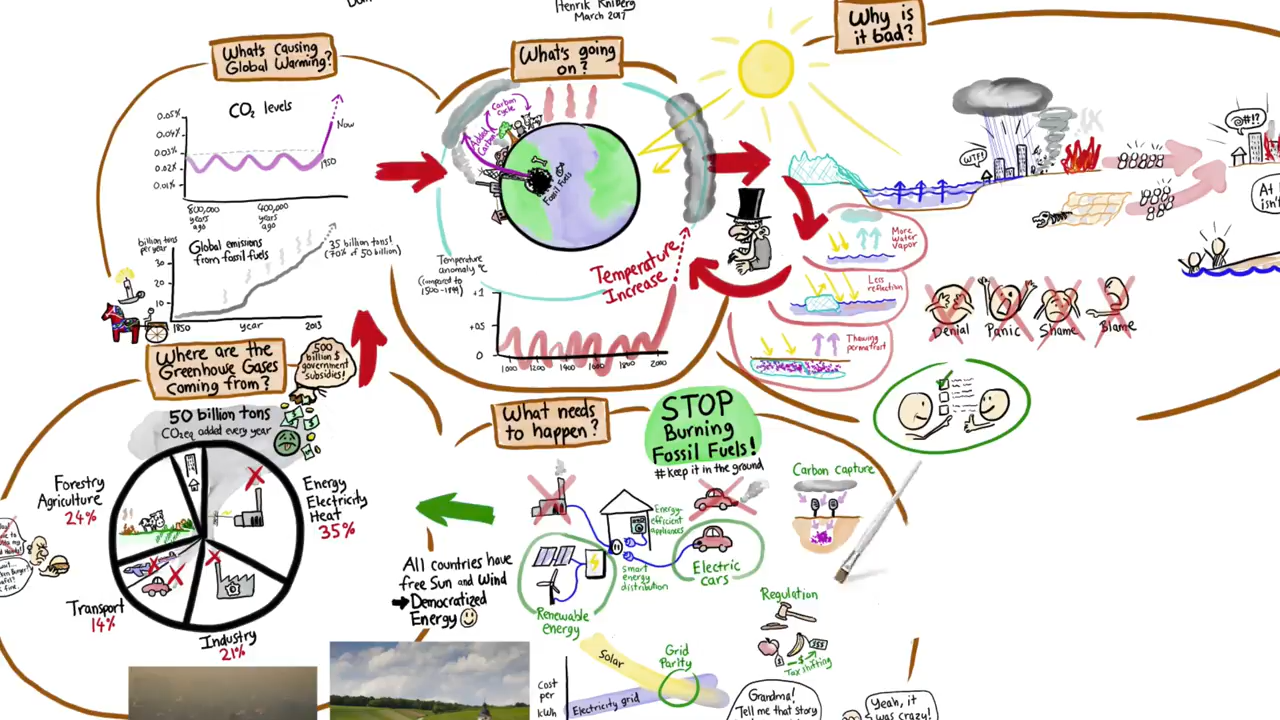 Henrik Kniberg
March 2017
What's Causing
Global Warming?
CO2 levels
0.05%
0.04%
0.03%
0.02%
0.01%
Now
1950
800,000
years
ago
400,000
years
ago
billion tons
per year
Global emissions
from fossil fuels
35 billion tons!
(70% of 50 billion)
30
20
10
1850
year
2013
What's going
on?
Carbon
cycle
Added
Carbon
Fossil Fuels
Temperature
anomaly °C
(compared to
1500-1899)
Temperature
Increase
+1
+0.5
0
1000
1200
1400
1600
1800
2000
Why is
it bad?
WTF!
@#!?
At
isn't
More
Water
Vapor
Less
reflection
Thawing
permafrost
Denial
Panic
Shame
Blame
Where are the
Greenhouse Gases
coming from?
500
billion $
government
subsidies!
50 billion tons
CO2eq added every year
Forestry
Agriculture
24%
Energy
Electricity
Heat
35%
Transport
14%
Industry
21%
What needs
to happen?
STOP
Burning
Fossil Fuels!
#keep it in the ground
Energy-
efficient
appliances
smart
energy
distribution
Electric
cars
Renewable
energy
All countries have
free Sun and Wind
Democratized
Energy
Carbon capture
Regulation
$
$$$
-$→
Tax shifting
Solar
Grid
Parity
Cost
per
kWh
Electricity grid
Grandma!
Tell me that story
Yeah, it
was crazy!